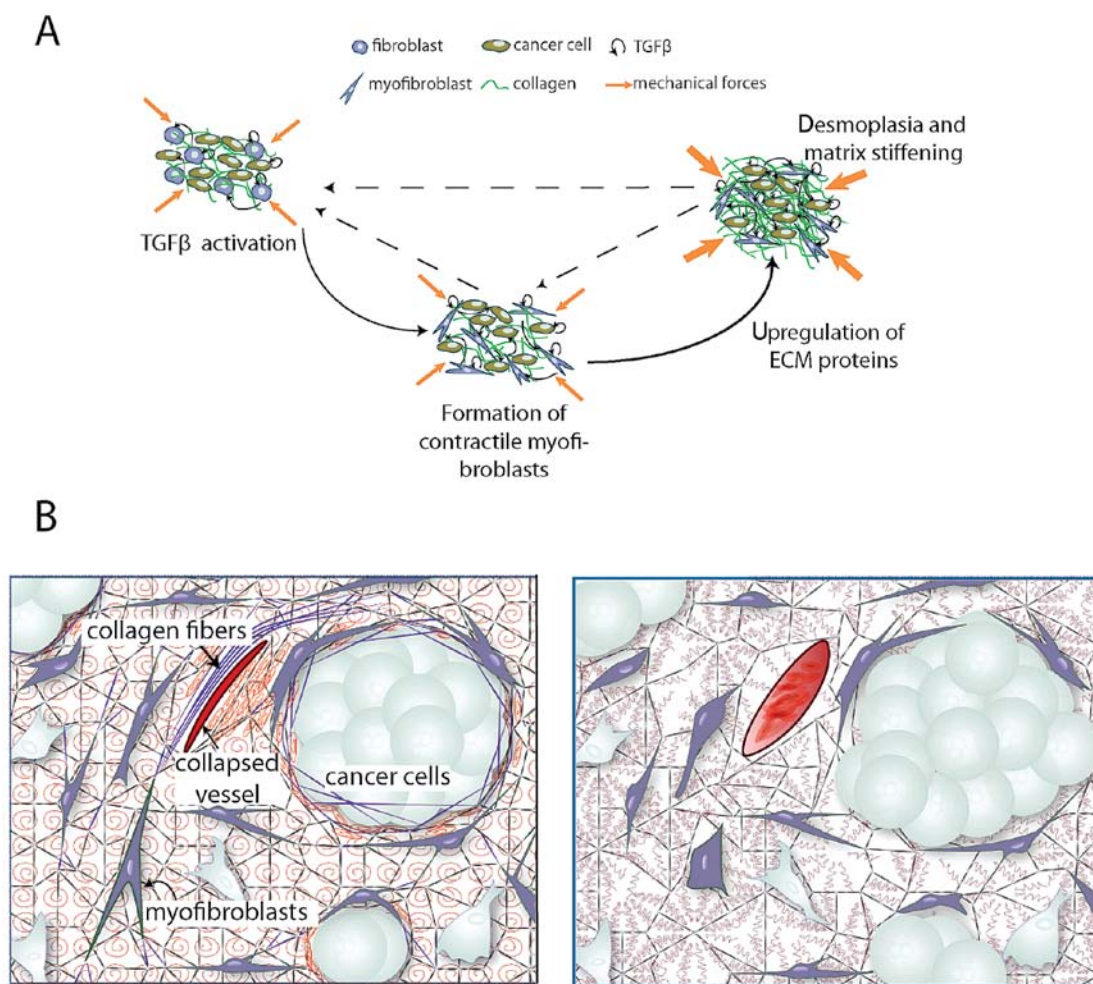 A
fibroblast
cancer cell
TGFβ
myofibroblast
collagen
mechanical forces
TGFβ activation
Desmoplasia and
matrix stiffening
Upregulation of
ECM proteins
Formation of
contractile myofi-
broblasts
B
collagen fibers
collapsed
vessel
cancer cells
myofibroblasts